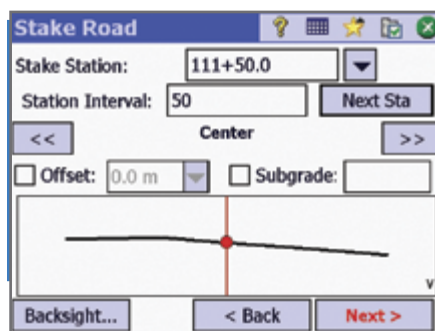 Stake Road
Stake Station: 111+50.0
Station Interval: 50 Next Sta
<< Center >>
Offset: 0.0 m Subgrade:
V
Backsight... < Back Next >